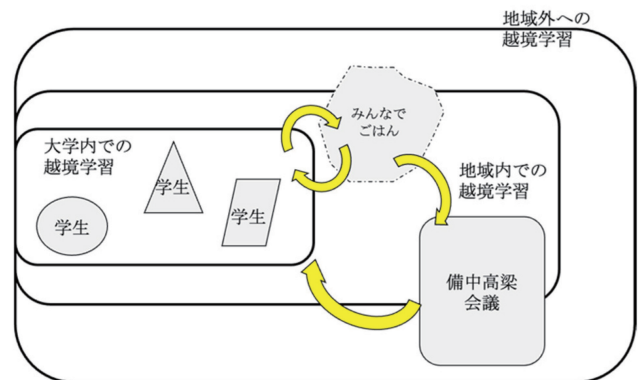 地域外への
越境学習
みんなで
ごはん
大学内での
越境学習
地域内での
越境学習
学生
学生
学生
備中高梁
会議